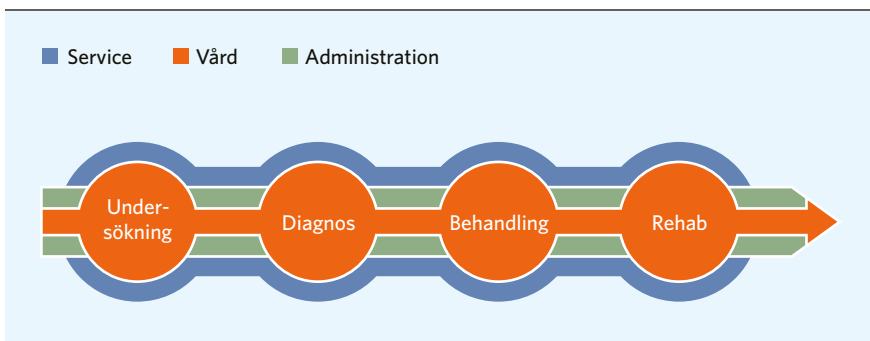 Service Vård Administration
Under-
sökning
Diagnos
Behandling
Rehab